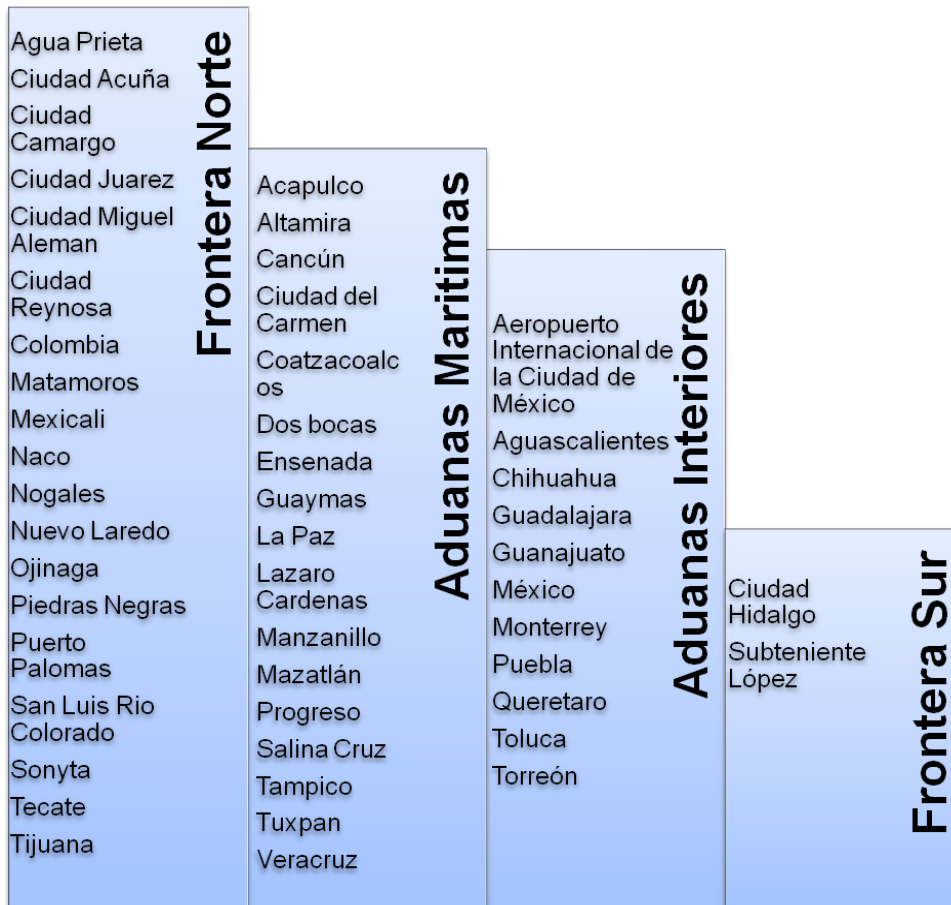 Frontera Norte
Agua Prieta
Ciudad Acuña
Ciudad
Camargo
Ciudad Juarez
Ciudad Miguel
Aleman
Ciudad
Reynosa
Colombia
Matamoros
Mexicali
Naco
Nogales
Nuevo Laredo
Ojinaga
Piedras Negras
Puerto
Palomas
San Luis Rio
Colorado
Sonyta
Tecate
Tijuana
Aduanas Maritimas
Acapulco
Altamira
Cancún
Ciudad del
Carmen
Coatzacoalc
os
Dos bocas
Ensenada
Guaymas
La Paz
Lazaro
Cardenas
Manzanillo
Mazatlán
Progreso
Salina Cruz
Tampico
Tuxpan
Veracruz
Aduanas Interiores
Aeropuerto
Internacional de
la Ciudad de
México
Aguascalientes
Chihuahua
Guadalajara
Guanajuato
México
Monterrey
Puebla
Queretaro
Toluca
Torreón
Frontera Sur
Ciudad
Hidalgo
Subteniente
López